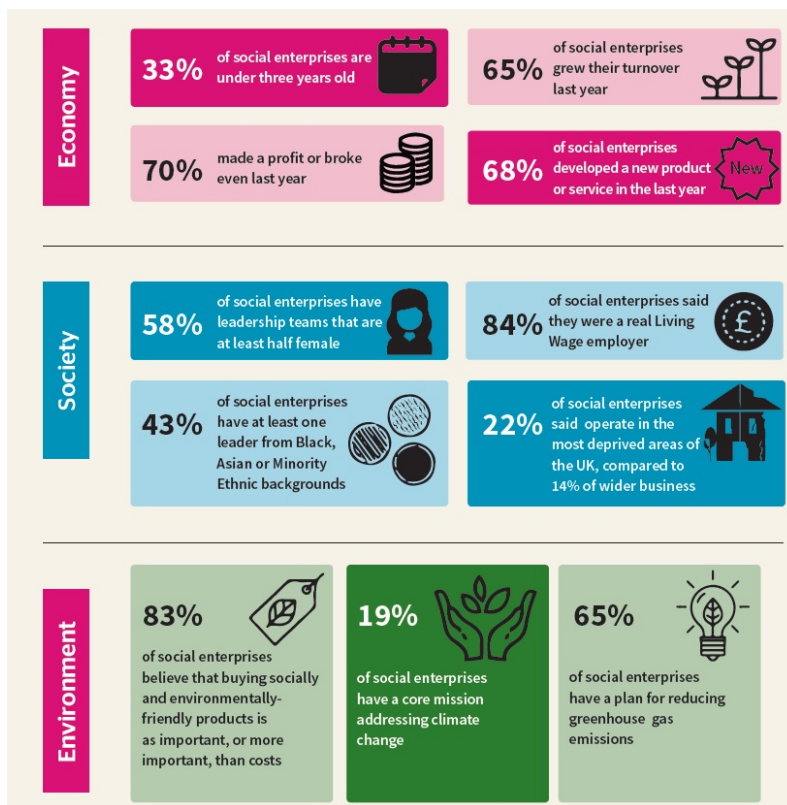 Economy
33%
of social enterprises are
under three years old
65%
of social enterprises
grew their turnover
last year
70%
made a profit or broke
even last year
68%
of social enterprises
developed a new product
or service in the last year
New
Society
58%
of social enterprises have
leadership teams that are
at least half female
84%
of social enterprises said
they were a real Living
Wage employer
£
43%
of social enterprises
have at least one
leader from Black,
Asian or Minority
Ethnic backgrounds
22%
of social enterprises
said operate in the
most deprived areas of
the UK, compared to
14% of wider business
Environment
83%
of social enterprises
believe that buying socially
and environmentally-
friendly products is
as important, or more
important, than costs
19%
of social enterprises
have a core mission
addressing climate
change
65%
of social enterprises
have a plan for reducing
greenhouse gas
emissions